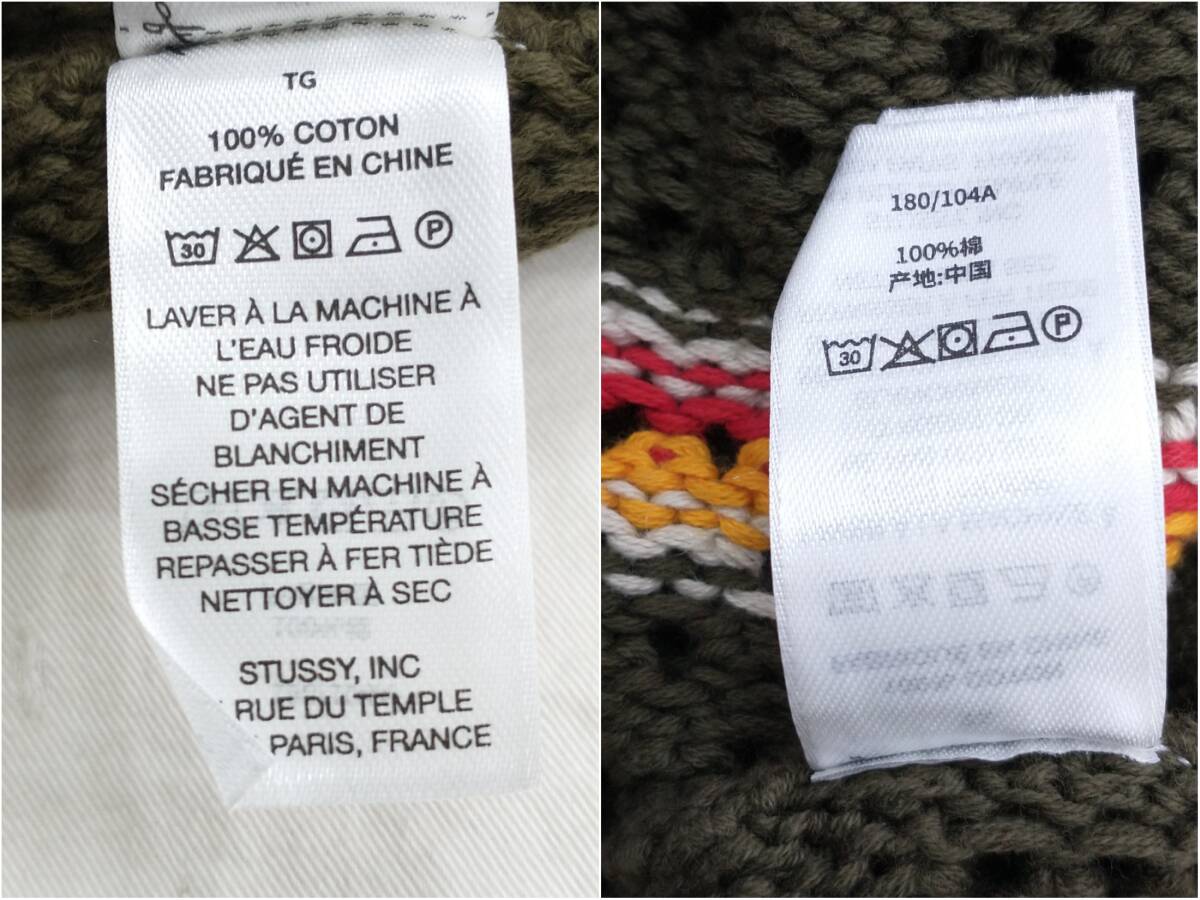 TG
100% COTON
FABRIQUÉ EN CHINE
30 P
LAVER À LA MACHINE À
L'EAU FROIDE
NE PAS UTILISER
D'AGENT DE
BLANCHIMENT
SÉCHER EN MACHINE À
BASSE TEMPÉRATURE
REPASSER À FER TIÈDE
NETTOYER À SEC
STUSSY, INC
RUE DU TEMPLE
PARIS, FRANCE
180/104A
100%棉
产地:中国
30 P